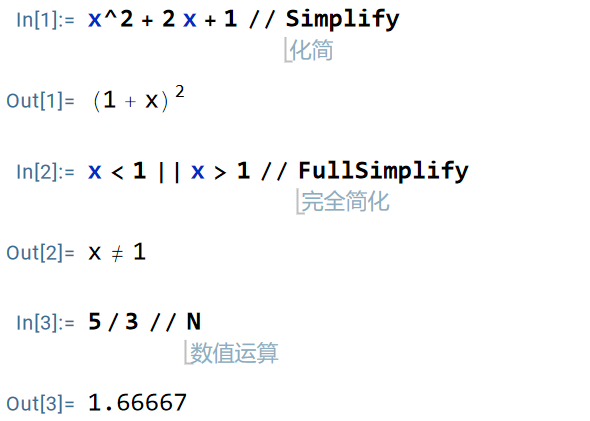 In[1]:= x^2 + 2 x + 1 // Simplify
化简
Out[1]= (1 + x)²
In[2]:= x < 1 || x > 1 // FullSimplify
完全简化
Out[2]= x ≠ 1
In[3]:= 5 / 3 // N
数值运算
Out[3]= 1.66667